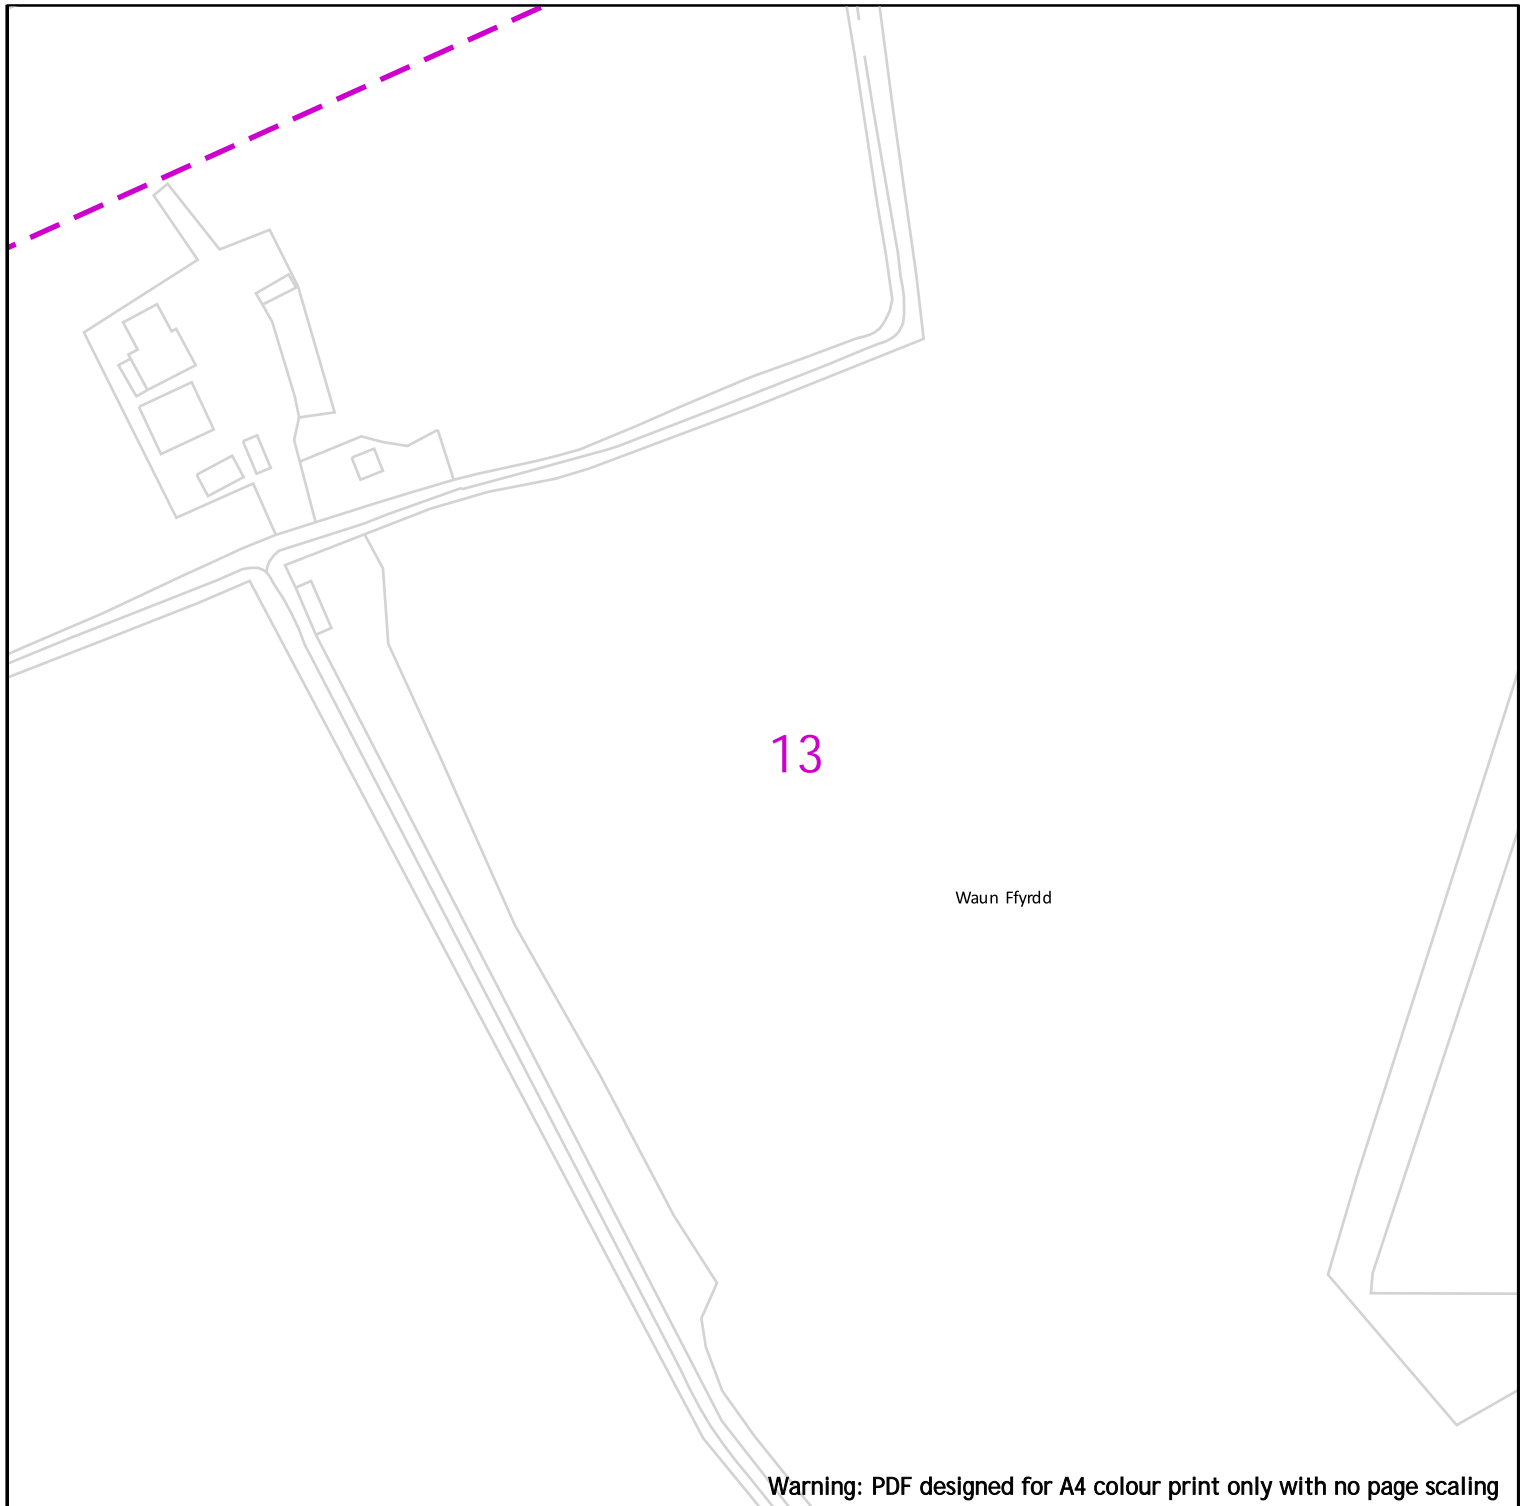 13
Waun Ffyrdd
Warning: PDF designed for A4 colour print only with no page scaling